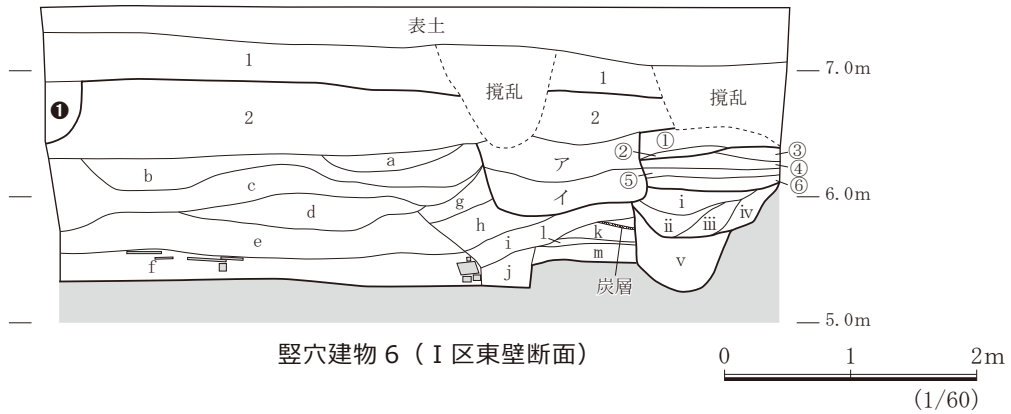 表土
1
7.0m
攪乱
1
攪乱
❶
2
2
①
②
③
ア
④
a
b
⑤
⑥
c
イ
6.0m
g
i
ⅳ
d
h
ⅱ
ⅲ
e
l
k
i
m
f
j
ⅴ
炭層
5.0m
竪穴建物6(Ⅰ区東壁断面)
0 1 2m
(1/60)